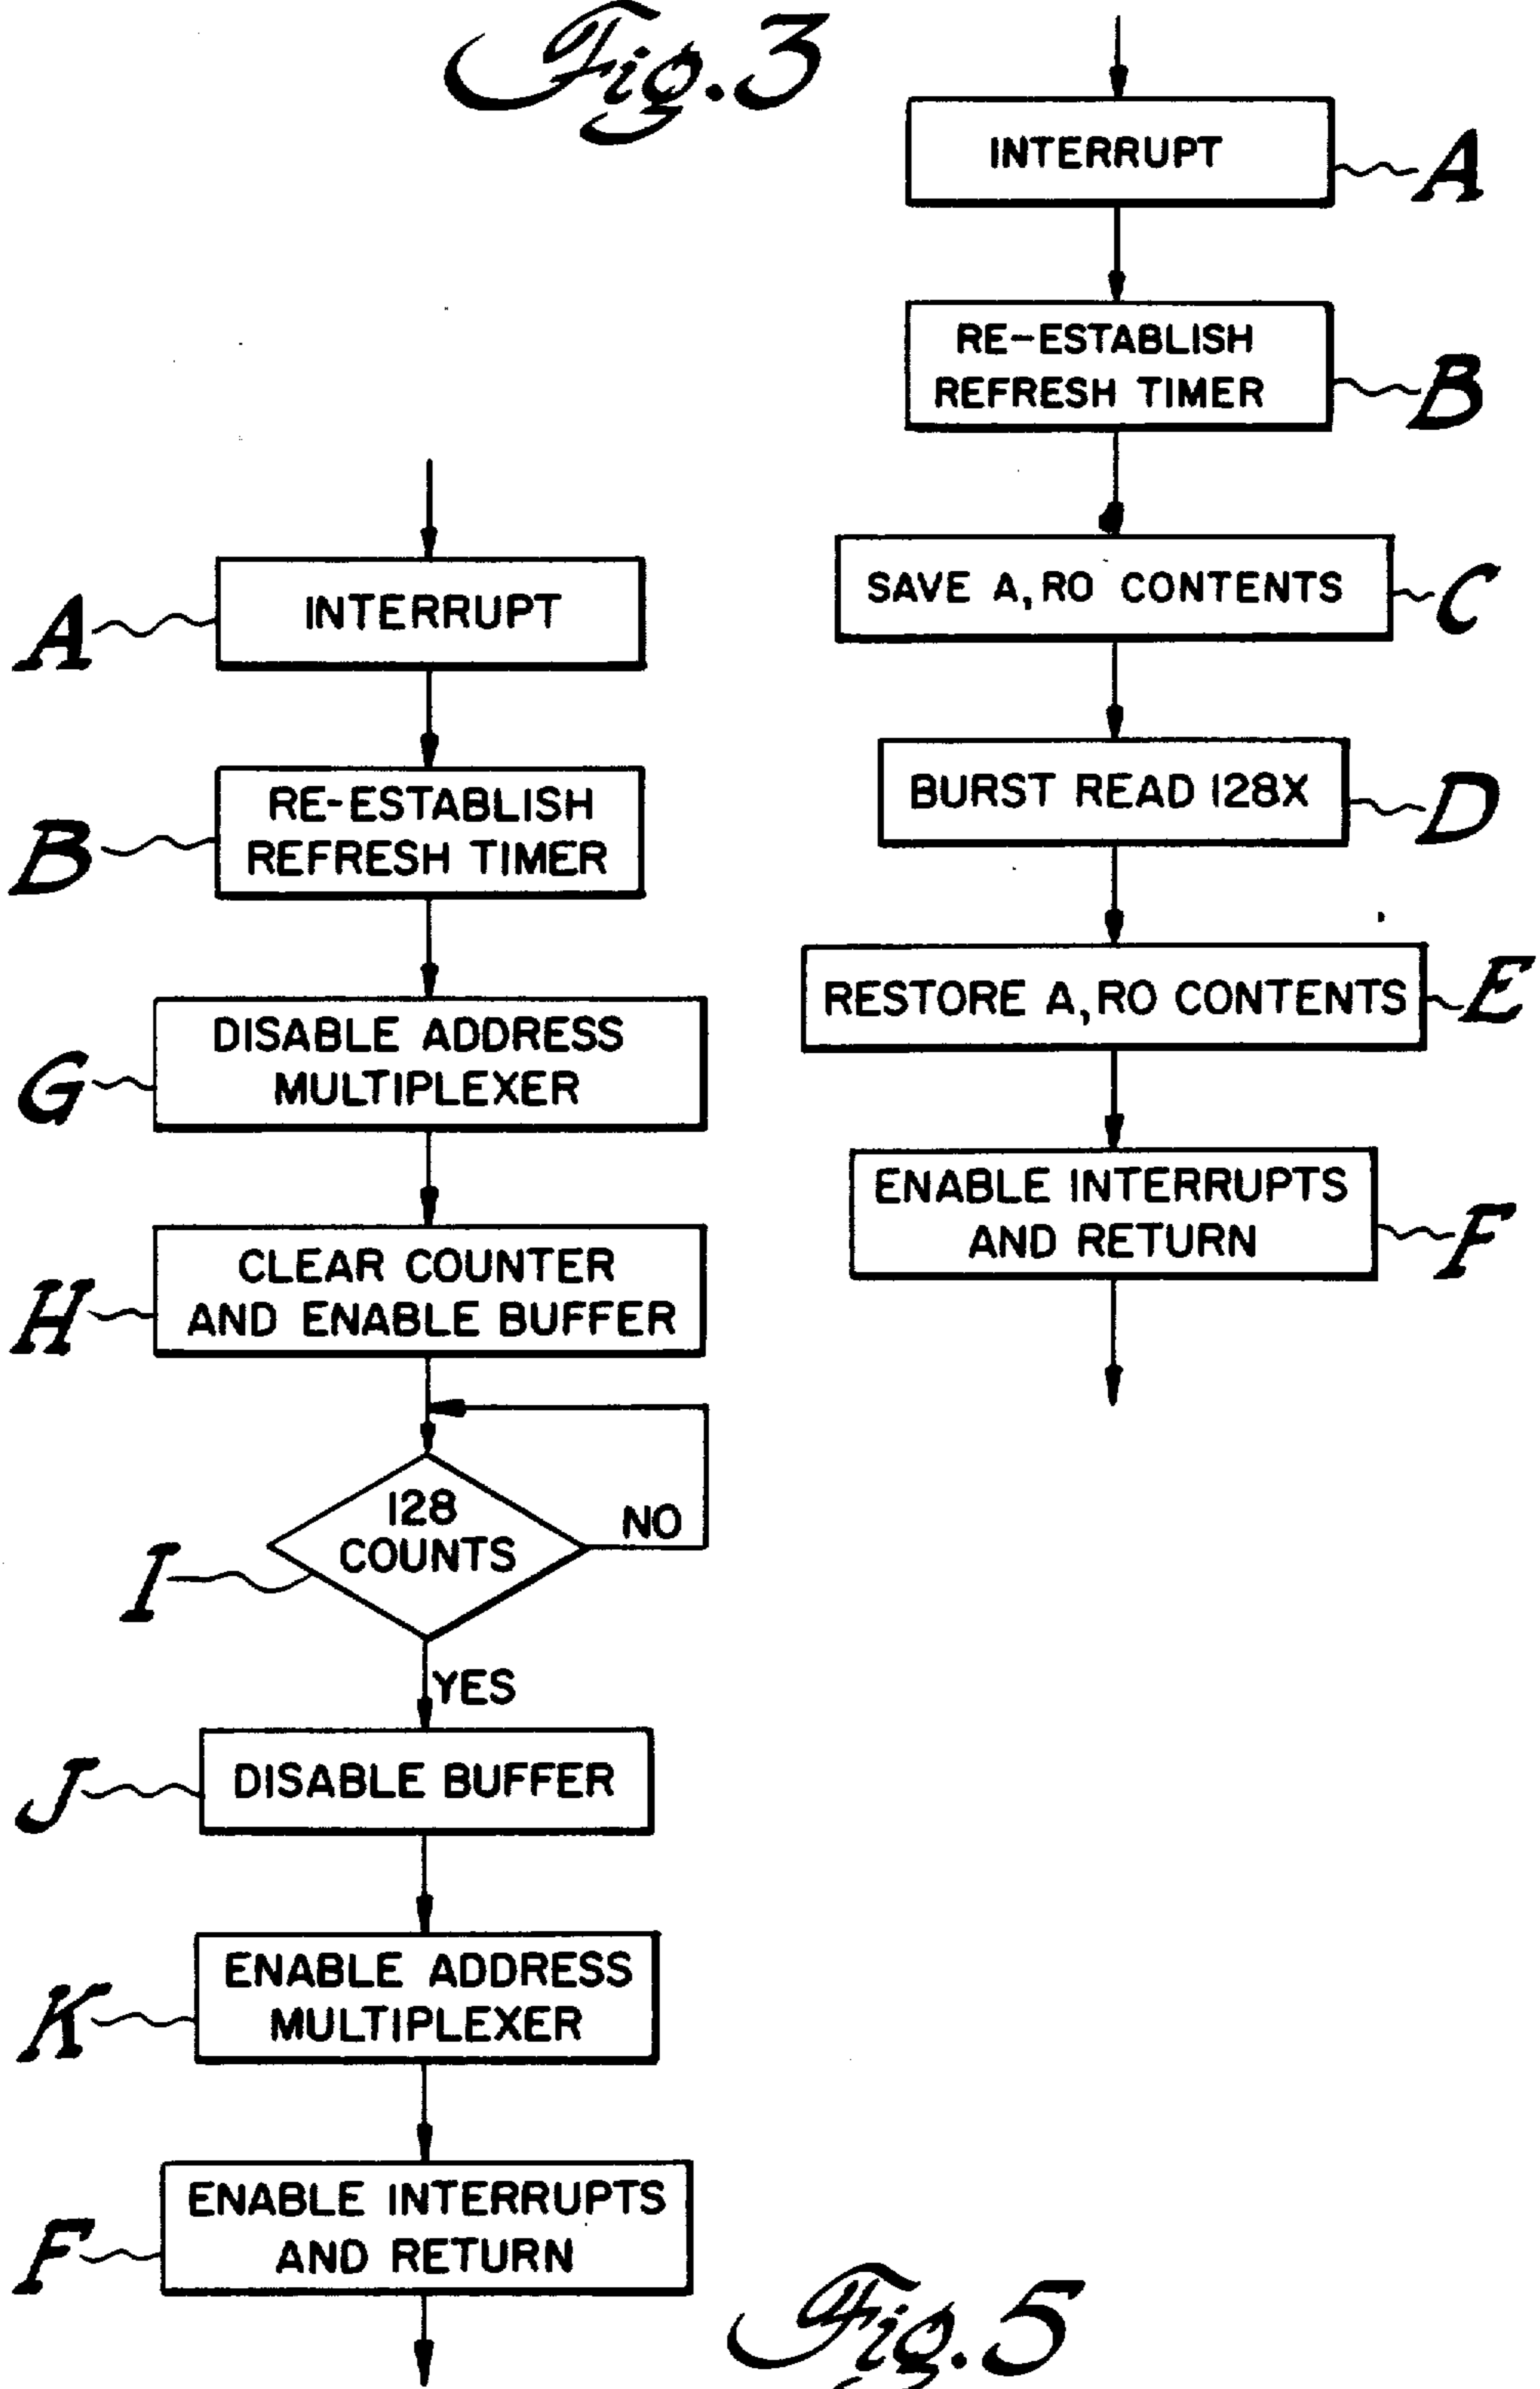 Fig. 3
INTERRUPT
A
RE-ESTABLISH
REFRESH TIMER
B
SAVE A, RO CONTENTS
C
BURST READ 128X
D
RESTORE A, RO CONTENTS
E
ENABLE INTERRUPTS
AND RETURN
F
INTERRUPT
A
RE-ESTABLISH
REFRESH TIMER
B
DISABLE ADDRESS
MULTIPLEXER
G
CLEAR COUNTER
AND ENABLE BUFFER
H
128
COUNTS
NO
I
YES
DISABLE BUFFER
J
ENABLE ADDRESS
MULTIPLEXER
K
ENABLE INTERRUPTS
AND RETURN
F
Fig. 5